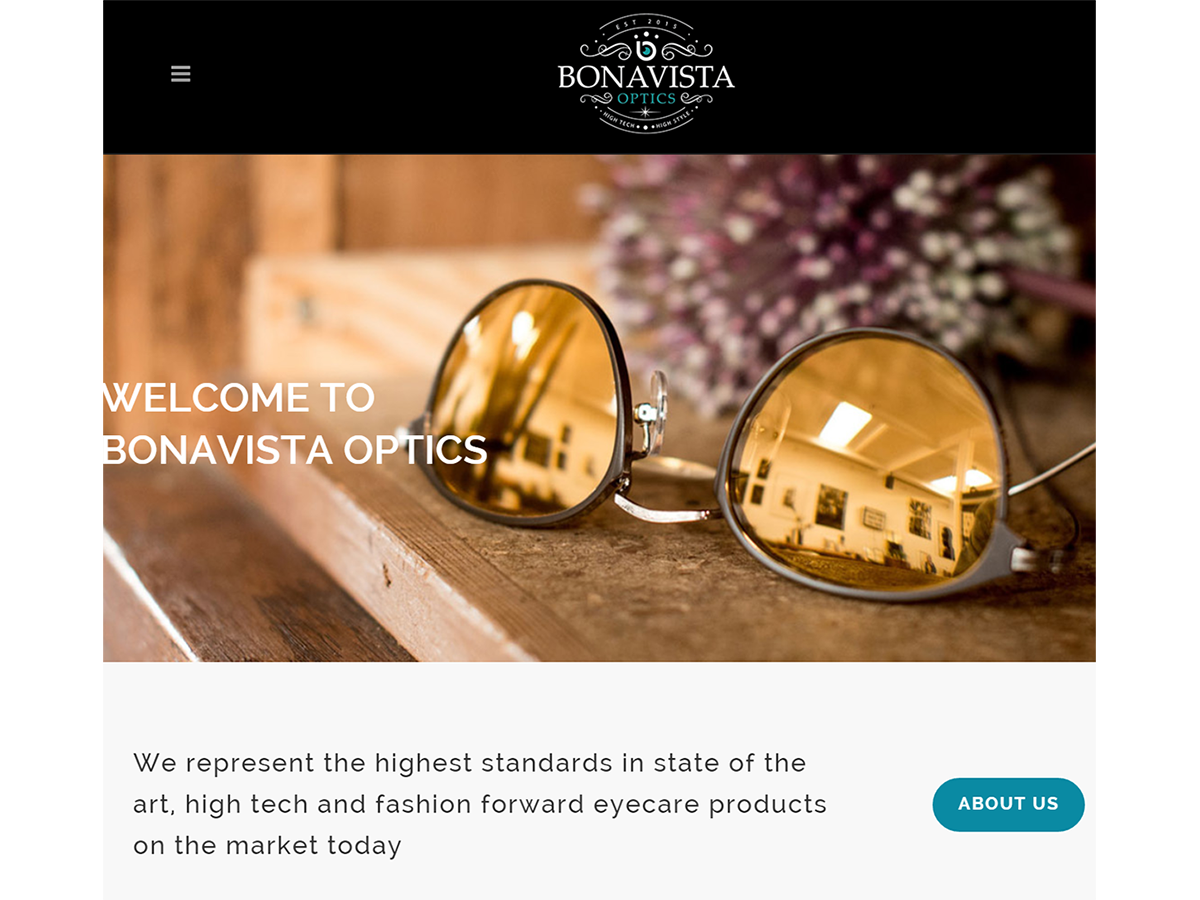 EST 2015
BONAVISTA
OPTICS
HIGH TECH HIGH STYLE
WELCOME TO
BONAVISTA OPTICS
We represent the highest standards in state of the
art, high tech and fashion forward eyecare products
on the market today
ABOUT US